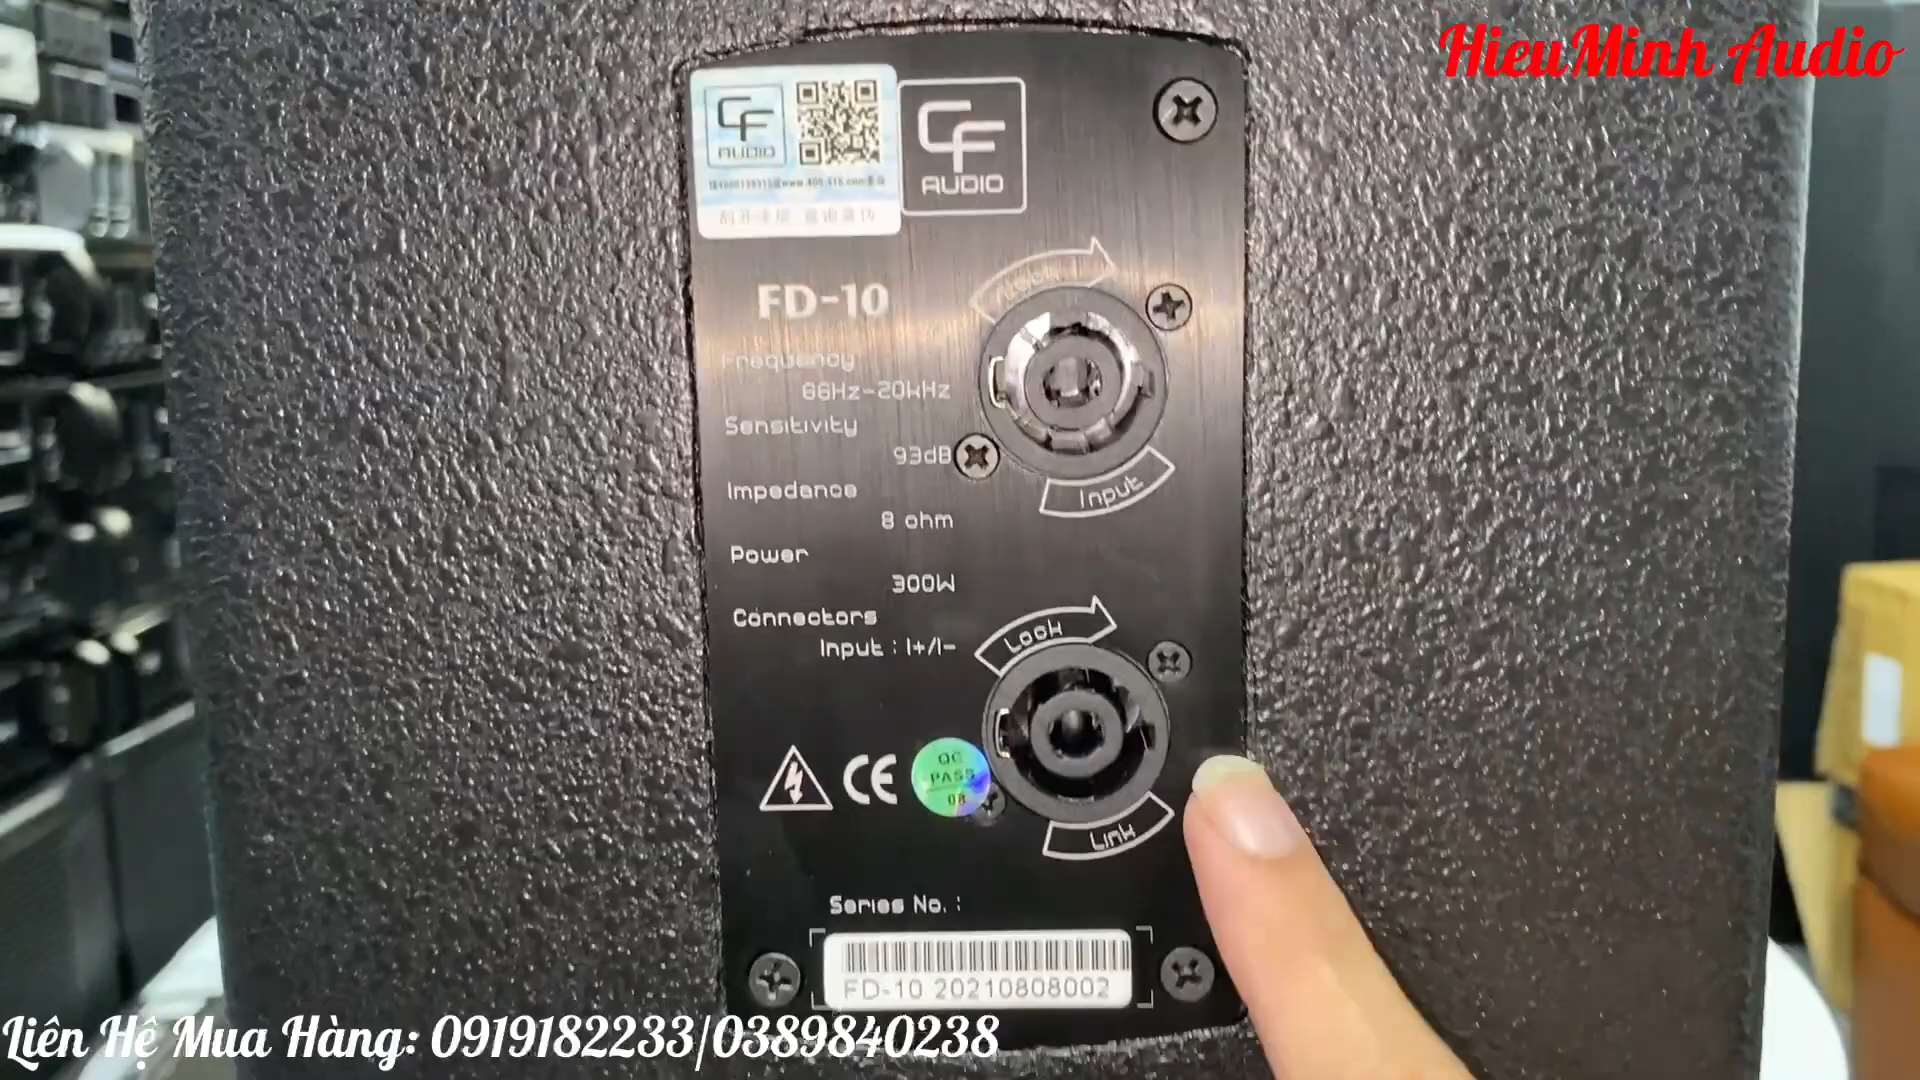 HieuMinh Audio
CF
AUDIO
CF
AUDIO
FD-10
Lock
Frequency
66Hz-20kHz
Sensitivity
93dB
Impedance
8 ohm
Input
Power
300W
Connectors
Input : 1+/1-
Lock
CE
QC
PASS
08
Link
Series No. :
FD-10 20210808002
Liên Hệ Mua Hàng: 0919182233/0389840238